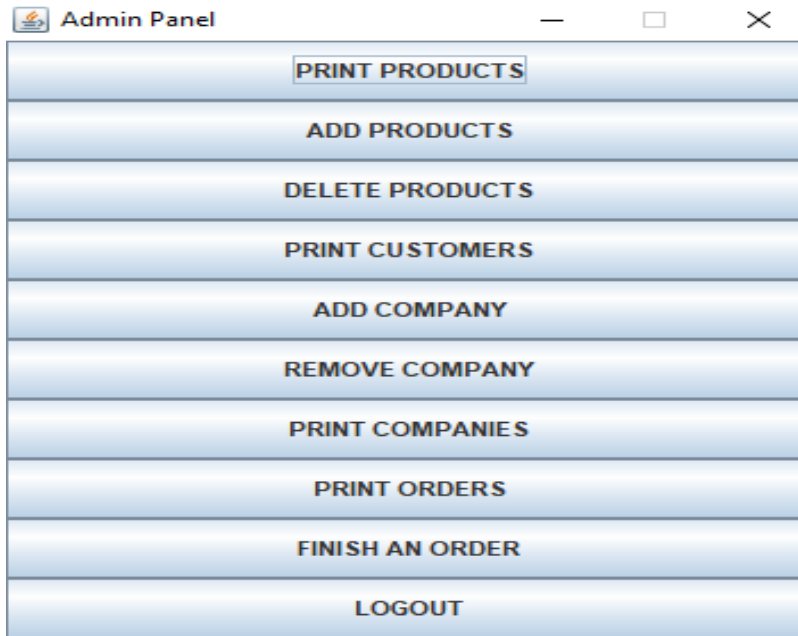 Admin Panel
PRINT PRODUCTS
ADD PRODUCTS
DELETE PRODUCTS
PRINT CUSTOMERS
ADD COMPANY
REMOVE COMPANY
PRINT COMPANIES
PRINT ORDERS
FINISH AN ORDER
LOGOUT